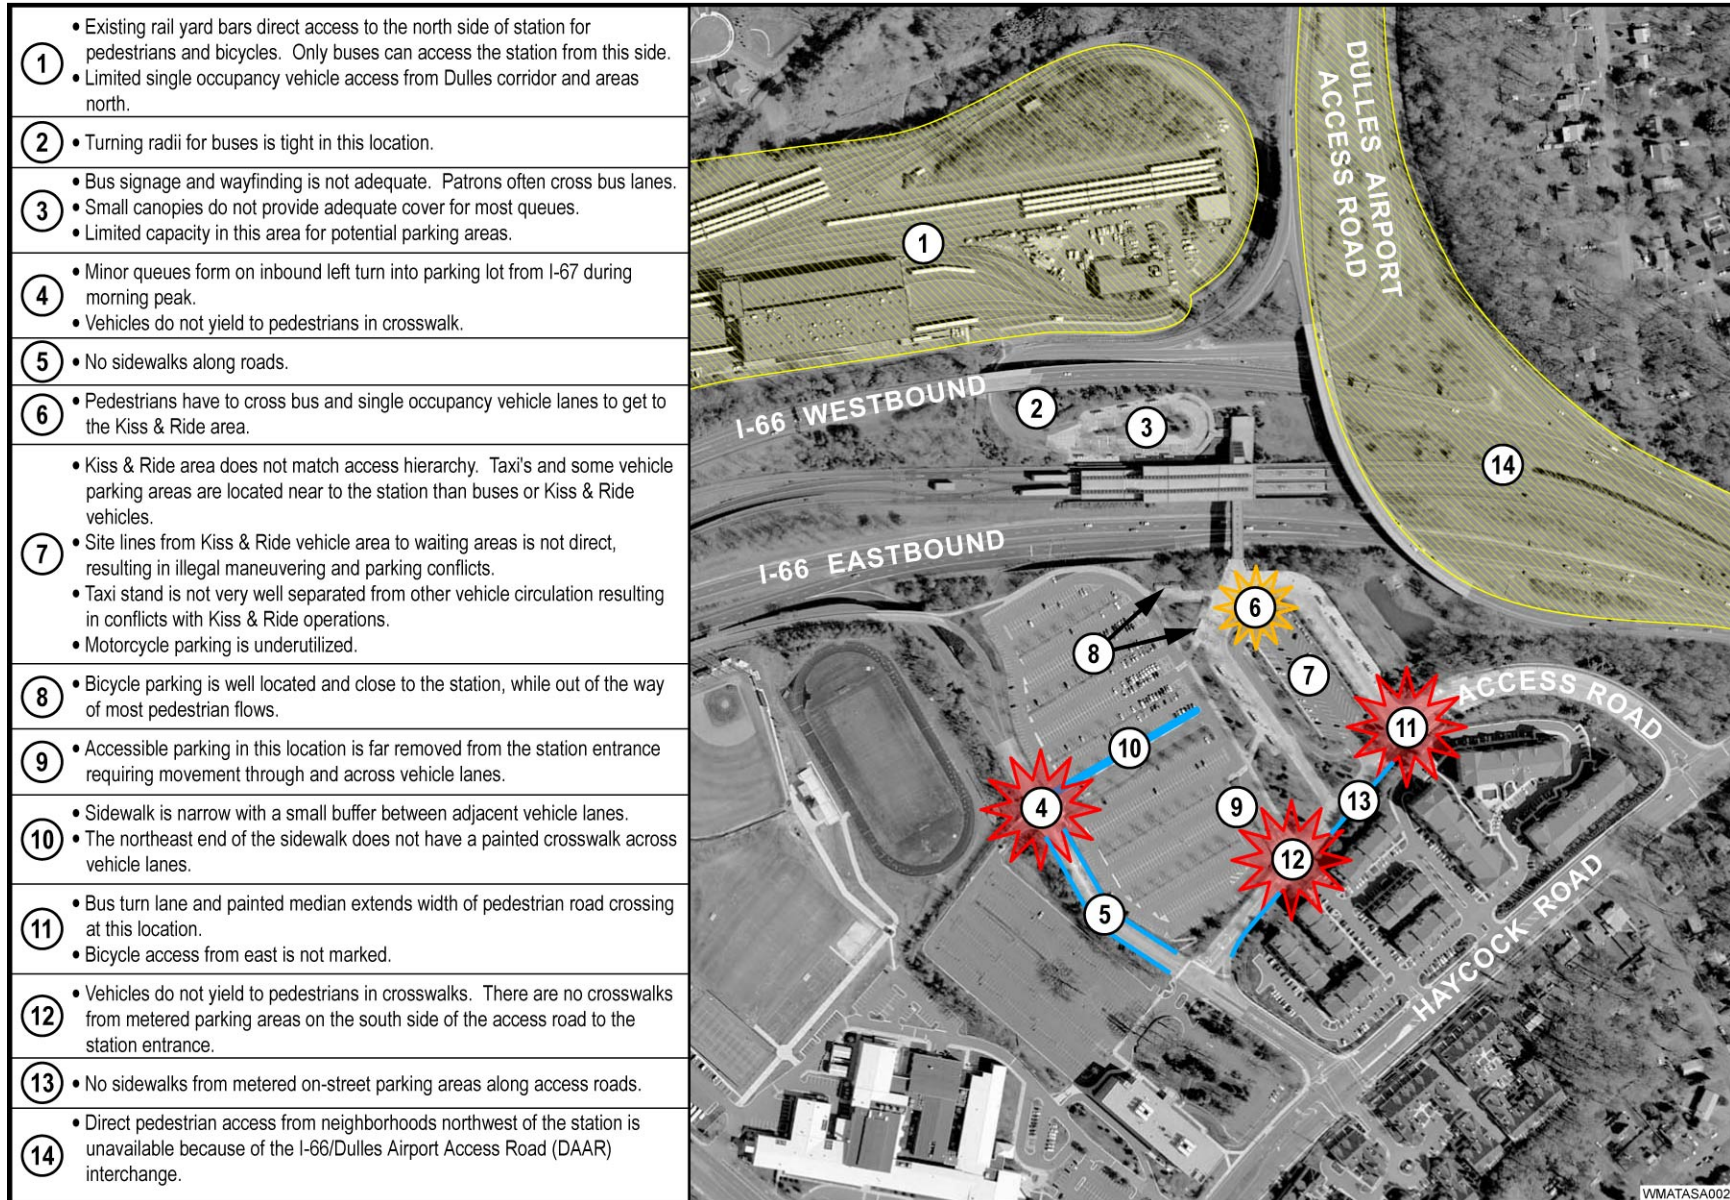 1
• Existing rail yard bars direct access to the north side of station for
pedestrians and bicycles. Only buses can access the station from this side.
• Limited single occupancy vehicle access from Dulles corridor and areas
north.
2
• Turning radii for buses is tight in this location.
3
• Bus signage and wayfinding is not adequate. Patrons often cross bus lanes.
• Small canopies do not provide adequate cover for most queues.
• Limited capacity in this area for potential parking areas.
4
• Minor queues form on inbound left turn into parking lot from I-67 during
morning peak.
• Vehicles do not yield to pedestrians in crosswalk.
5
• No sidewalks along roads.
6
• Pedestrians have to cross bus and single occupancy vehicle lanes to get to
the Kiss & Ride area.
7
• Kiss & Ride area does not match access hierarchy. Taxi's and some vehicle
parking areas are located near to the station than buses or Kiss & Ride
vehicles.
• Site lines from Kiss & Ride vehicle area to waiting areas is not direct,
resulting in illegal maneuvering and parking conflicts.
• Taxi stand is not very well separated from other vehicle circulation resulting
in conflicts with Kiss & Ride operations.
• Motorcycle parking is underutilized.
8
• Bicycle parking is well located and close to the station, while out of the way
of most pedestrian flows.
9
• Accessible parking in this location is far removed from the station entrance
requiring movement through and across vehicle lanes.
10
• Sidewalk is narrow with a small buffer between adjacent vehicle lanes.
• The northeast end of the sidewalk does not have a painted crosswalk across
vehicle lanes.
11
• Bus turn lane and painted median extends width of pedestrian road crossing
at this location.
• Bicycle access from east is not marked.
12
• Vehicles do not yield to pedestrians in crosswalks. There are no crosswalks
from metered parking areas on the south side of the access road to the
station entrance.
13
• No sidewalks from metered on-street parking areas along access roads.
14
• Direct pedestrian access from neighborhoods northwest of the station is
unavailable because of the I-66/Dulles Airport Access Road (DAAR)
interchange.
DULLES AIRPORT
ACCESS ROAD
1
I-66 WESTBOUND
2
3
14
I-66 EASTBOUND
6
8
7
ACCESS ROAD
11
10
13
4
9
12
5
HAYCOCK ROAD
WMATASA002